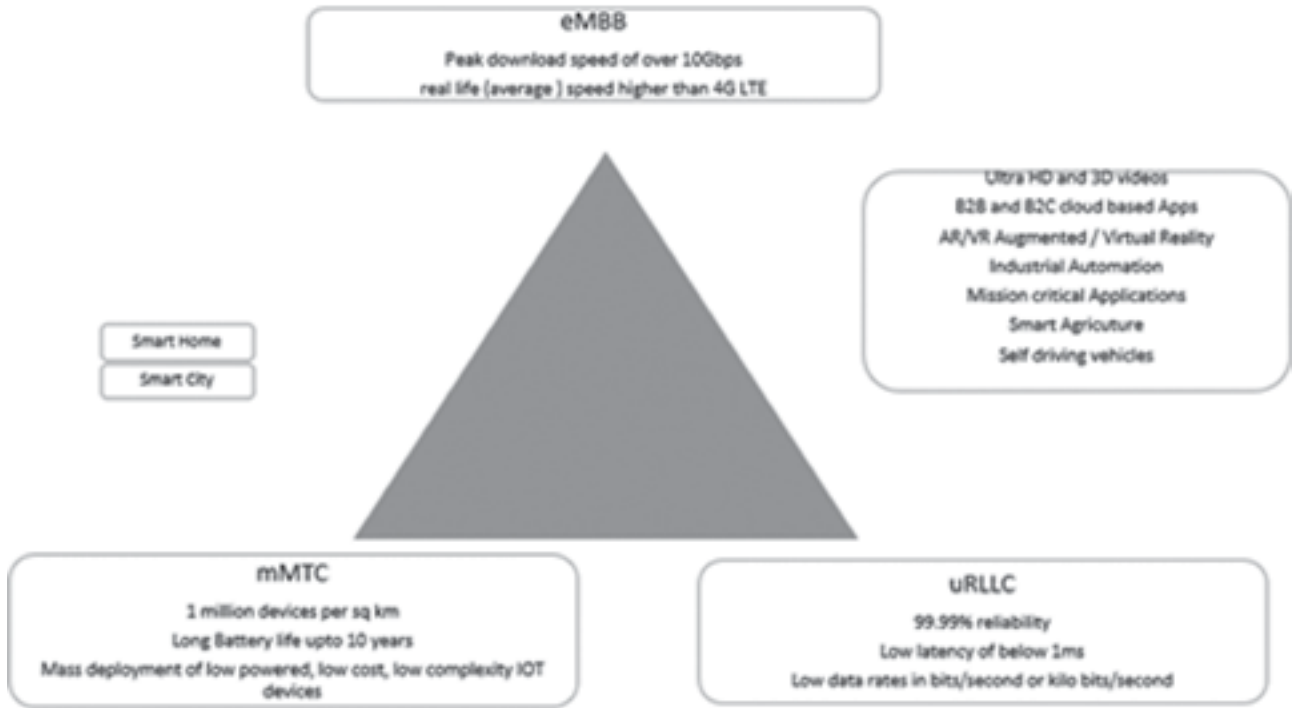 eMBB
Peak download speed of over 10Gbps
real life (average ) speed higher than 4G LTE
Ultra HD and 3D videos
B2B and B2C cloud based Apps
AR/VR Augmented / Virtual Reality
Industrial Automation
Mission critical Applications
Smart Agricuture
Self driving vehicles
Smart Home
Smart City
mMTC
1 million devices per sq km
Long Battery life upto 10 years
Mass deployment of low powered, low cost, low complexity IOT
devices
uRLLC
99.99% reliability
Low latency of below 1ms
Low data rates in bits/second or kilo bits/second